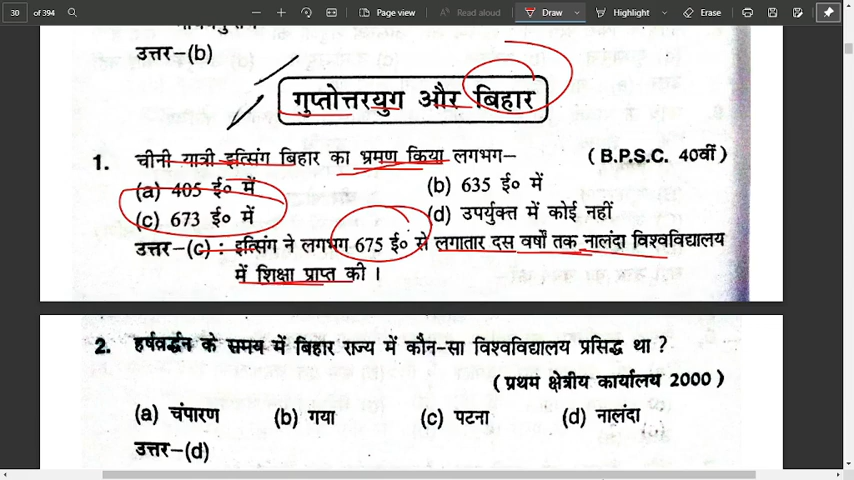 30 of 394
Page view
Read aloud
Draw
Highlight
Erase
उत्तर–(b)
गुप्तोत्तरयुग और बिहार
1. चीनी यात्री इत्सिंग बिहार का भ्रमण किया लगभग–
( B.P.S.C. 40वीं )
(a) 405 ई० में (b) 635 ई० में
(c) 673 ई० में (d) उपर्युक्त में कोई नहीं
उत्तर–(c) : इत्सिंग ने लगभग 675 ई० से लगातार दस वर्षों तक नालंदा विश्वविद्यालय
में शिक्षा प्राप्त की ।
2. हर्षवर्द्धन के समय में बिहार राज्य में कौन-सा विश्वविद्यालय प्रसिद्ध था ?
( प्रथम क्षेत्रीय कार्यालय 2000 )
(a) चंपारण (b) गया (c) पटना (d) नालंदा
उत्तर–(d)